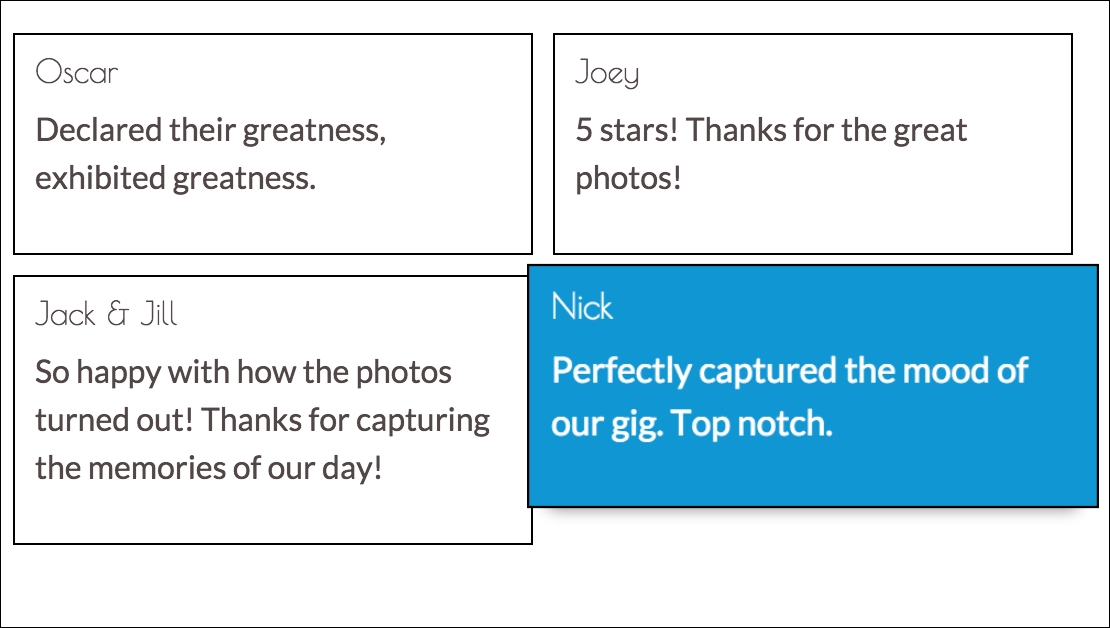 Oscar
Declared their greatness,
exhibited greatness.
Joey
5 stars! Thanks for the great
photos!
Jack & Jill
So happy with how the photos
turned out! Thanks for capturing
the memories of our day!
Nick
Perfectly captured the mood of
our gig. Top notch.